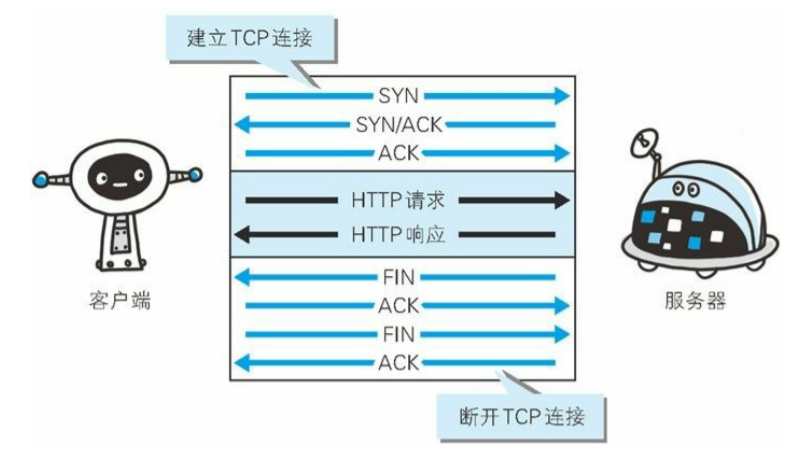 建立TCP连接
SYN
SYN/ACK
ACK
HTTP请求
HTTP响应
FIN
ACK
FIN
ACK
客户端
服务器
断开TCP连接